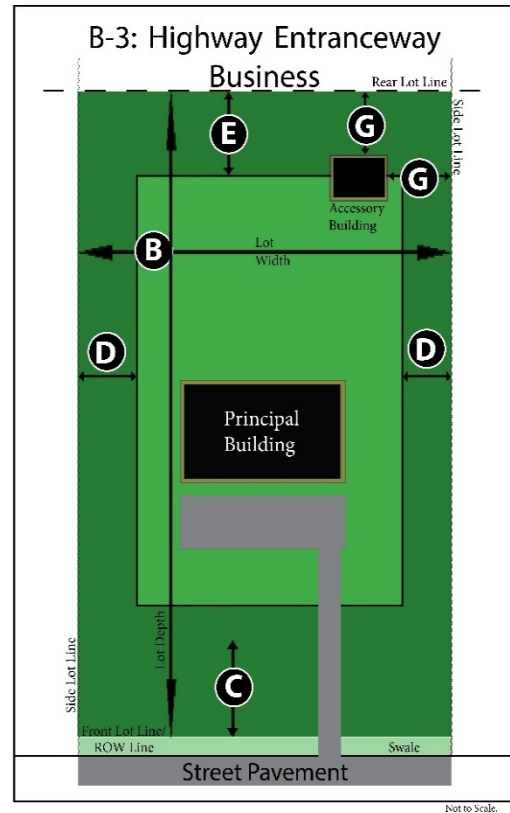 B-3: Highway Entranceway
Business
Rear Lot Line
Side Lot Line
E
G
G
Accessory
Building
B
Lot
Width
D
D
Principal
Building
Lot Depth
Side Lot Line
C
Front Lot Line/
ROW Line
Swale
Street Pavement
Not to Scale.